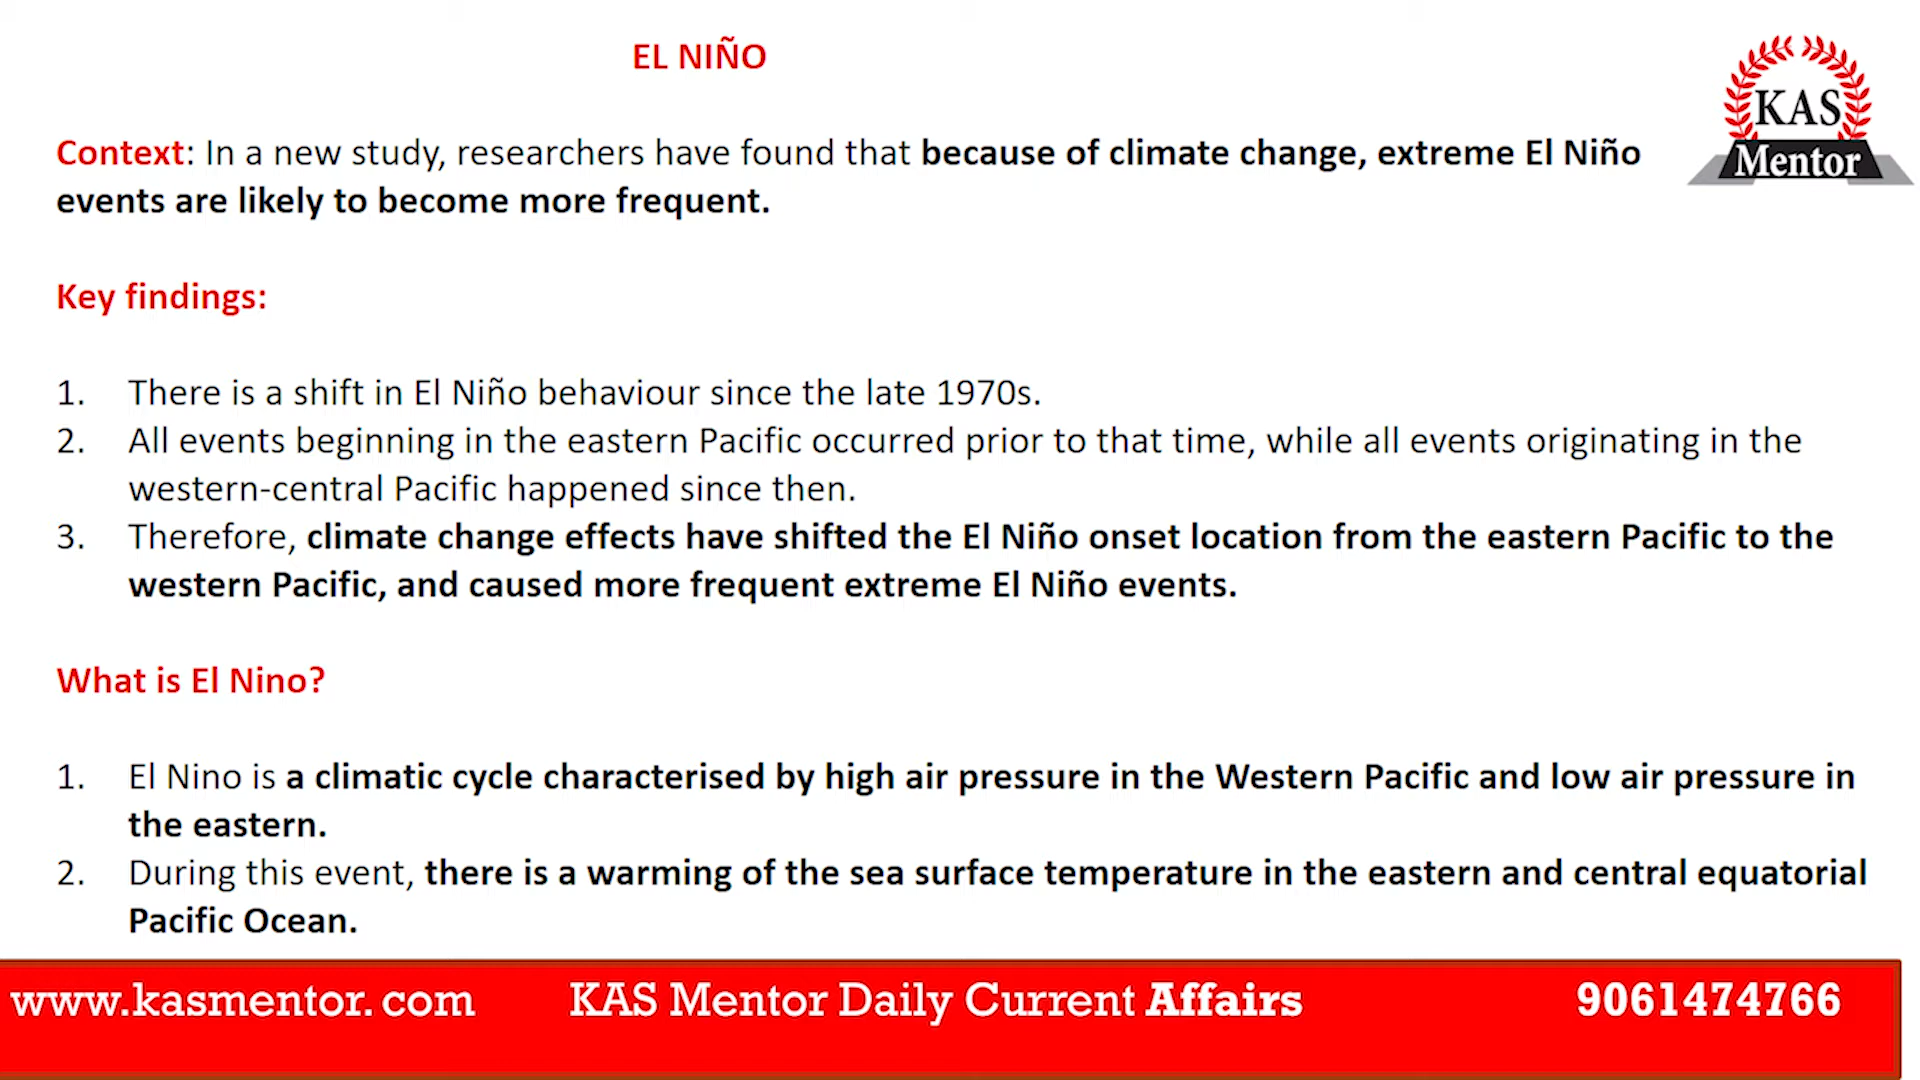 EL NIÑO
KAS
Mentor
Context: In a new study, researchers have found that because of climate change, extreme El Niño
events are likely to become more frequent.
Key findings:
1. There is a shift in El Niño behaviour since the late 1970s.
2. All events beginning in the eastern Pacific occurred prior to that time, while all events originating in the
western-central Pacific happened since then.
3. Therefore, climate change effects have shifted the El Niño onset location from the eastern Pacific to the
western Pacific, and caused more frequent extreme El Niño events.
What is El Nino?
1. El Nino is a climatic cycle characterised by high air pressure in the Western Pacific and low air pressure in
the eastern.
2. During this event, there is a warming of the sea surface temperature in the eastern and central equatorial
Pacific Ocean.
www.kasmentor. com KAS Mentor Daily Current Affairs 9061474766